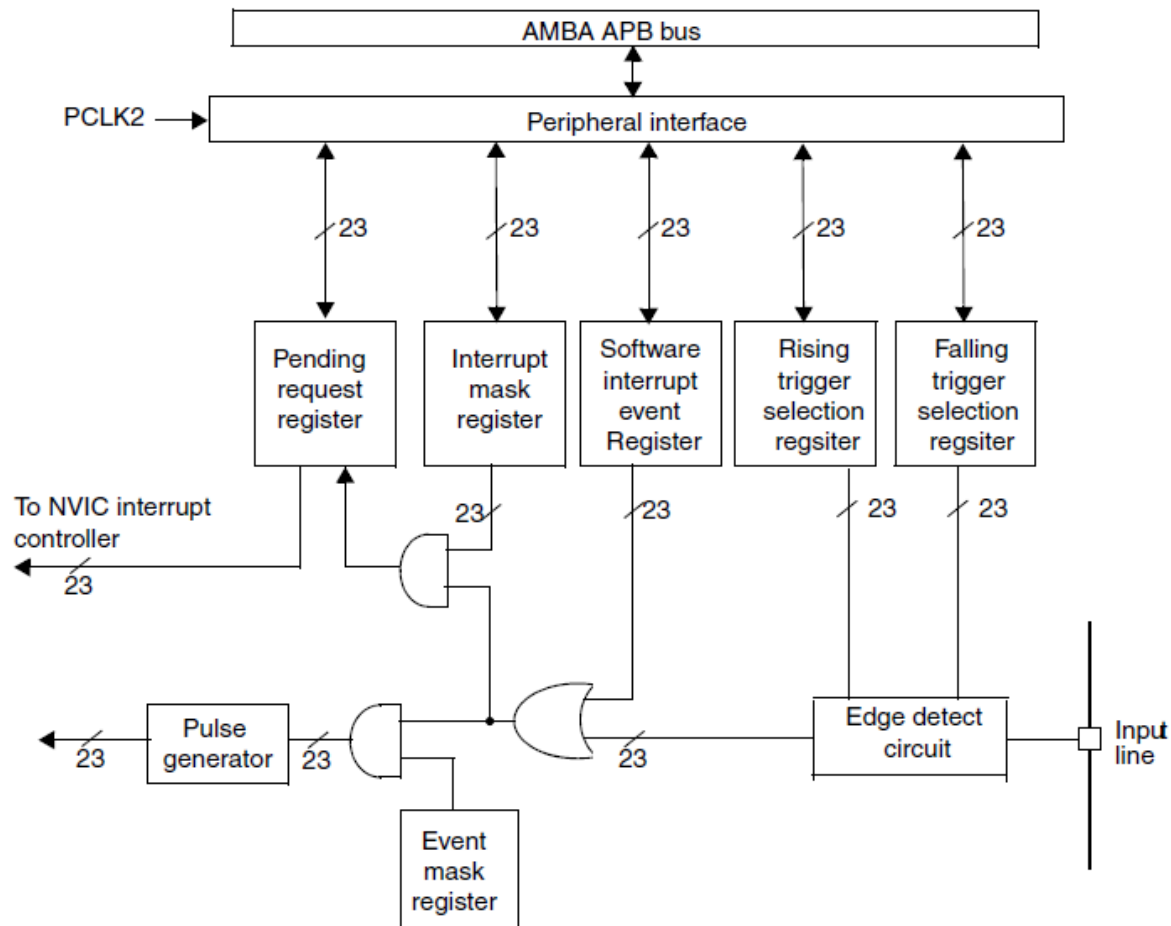 AMBA APB bus
PCLK2
Peripheral interface
23
23
23
23
23
Pending
request
register
Interrupt
mask
register
Software
interrupt
event
Register
Rising
trigger
selection
regsiter
Falling
trigger
selection
regsiter
To NVIC interrupt
controller
23
23
23
23
23
Pulse
generator
23
23
23
Edge detect
circuit
Input
line
Event
mask
register